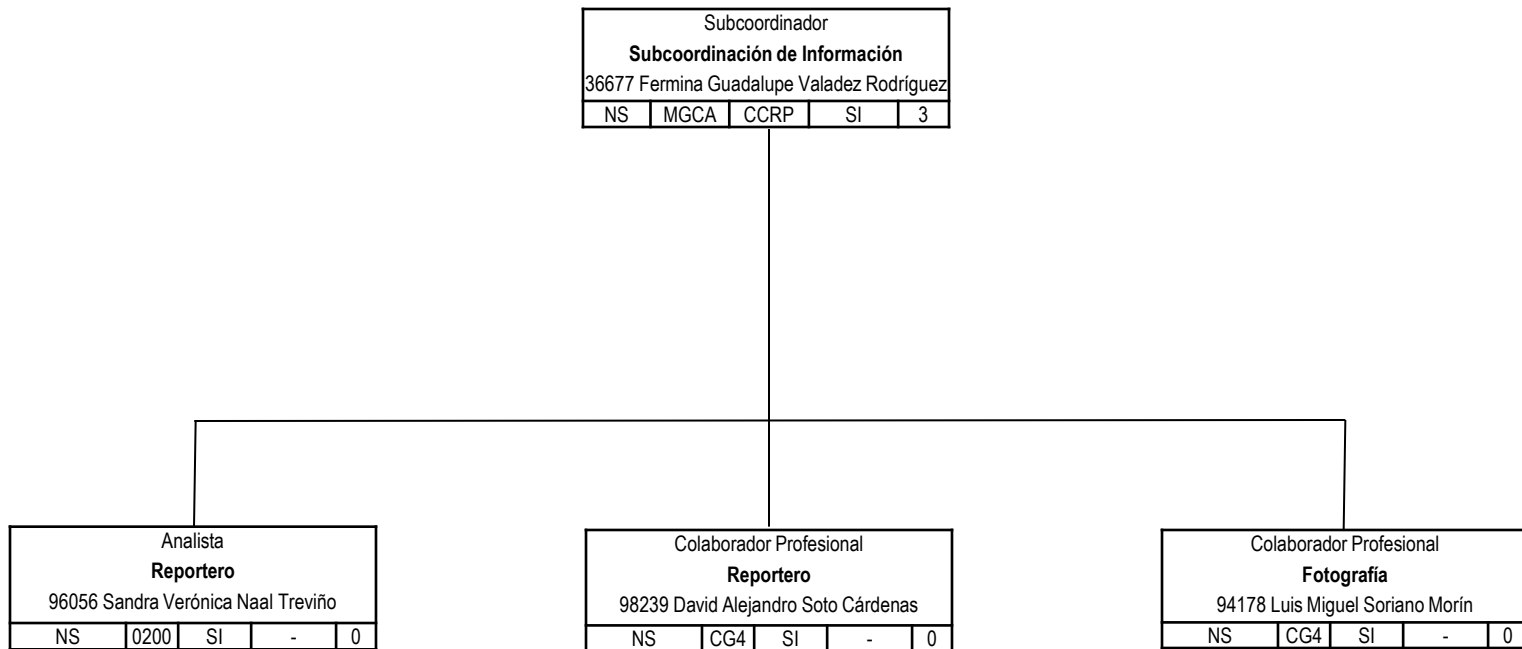 Subcoordinador
Subcoordinación de Información
36677 Fermina Guadalupe Valadez Rodríguez
NS MGCA CCRP SI 3
Analista
Reportero
96056 Sandra Verónica Naal Treviño
NS 0200 SI - 0
Colaborador Profesional
Reportero
98239 David Alejandro Soto Cárdenas
NS CG4 SI - 0
Colaborador Profesional
Fotografía
94178 Luis Miguel Soriano Morín
NS CG4 SI - 0